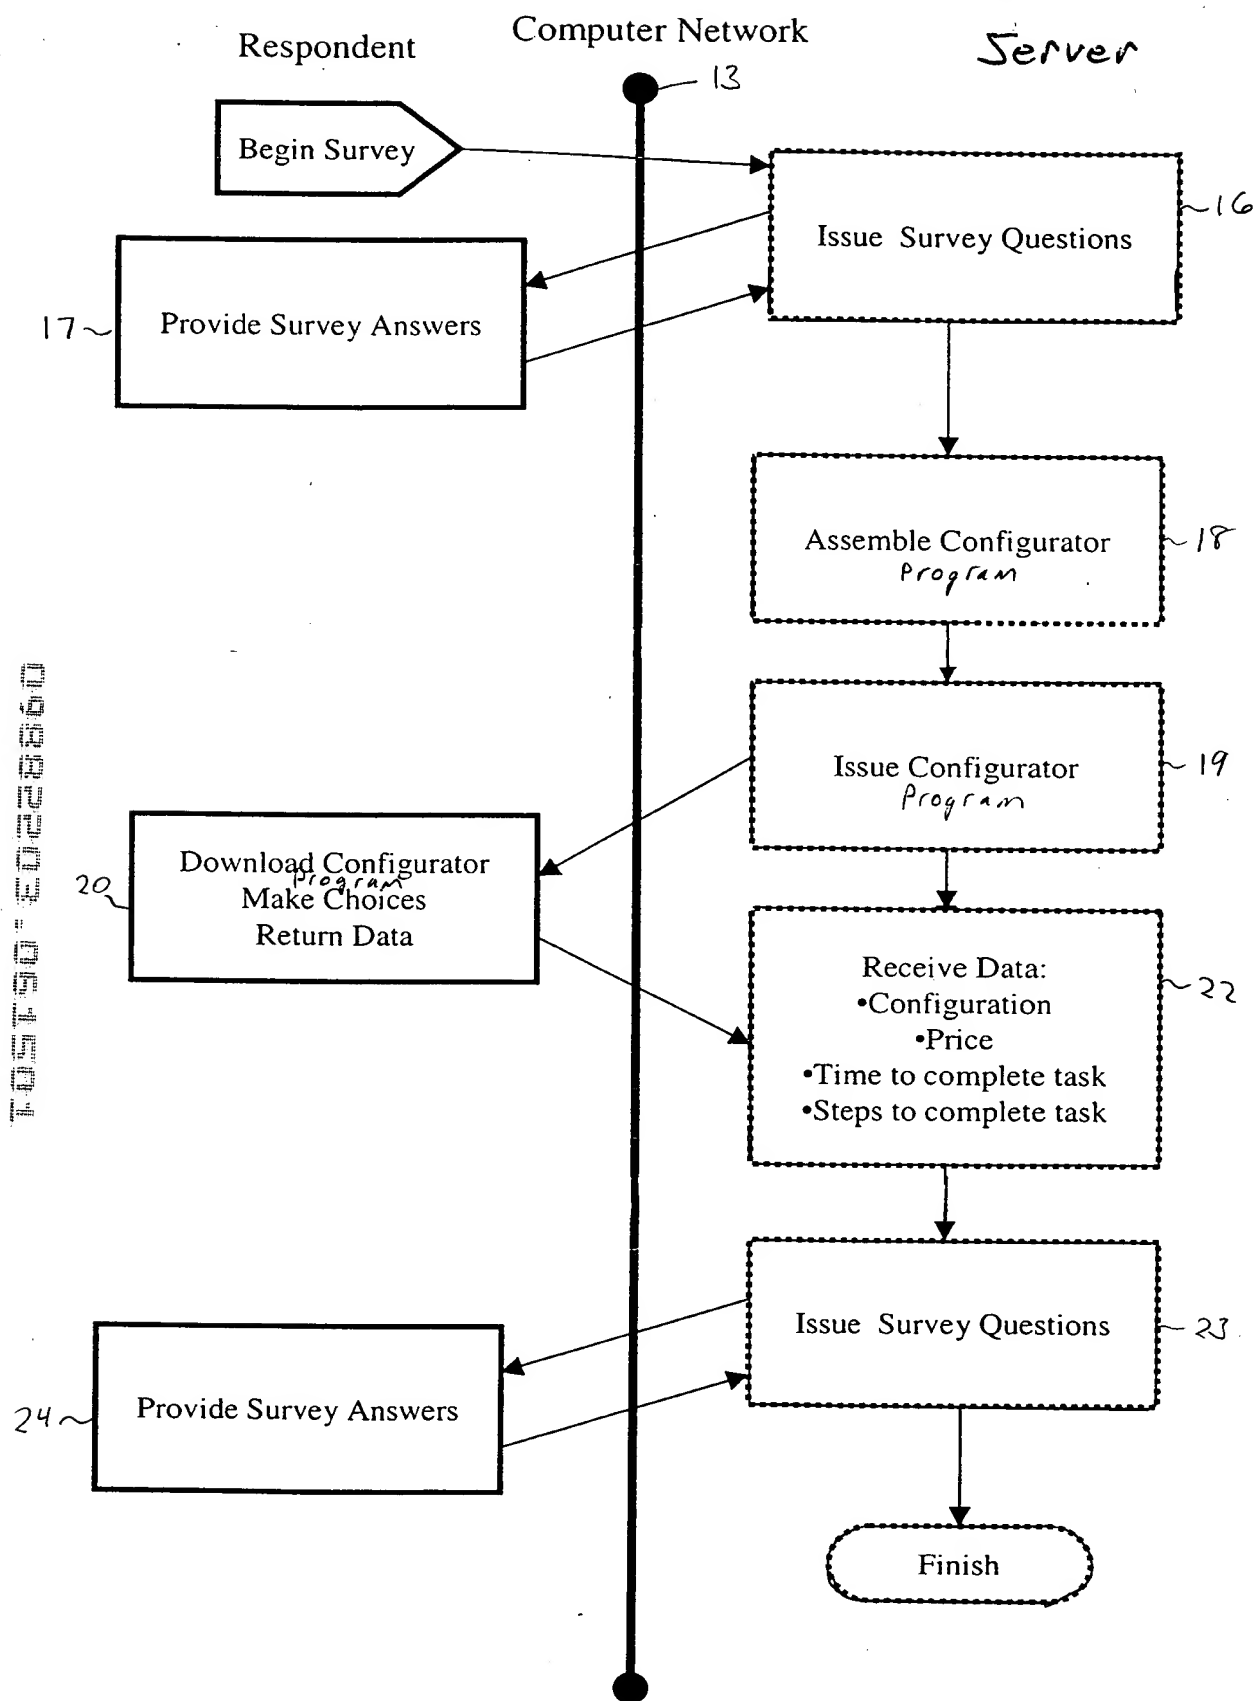 Respondent
Computer Network
Server
13
Begin Survey
Issue Survey Questions
16
Provide Survey Answers
17
Assemble Configurator
Program
18
Issue Configurator
Program
19
Download Configurator
Program
Make Choices
Return Data
20
Receive Data:
•Configuration
•Price
•Time to complete task
•Steps to complete task
22
Issue Survey Questions
23
Provide Survey Answers
24
Finish
09882203.061501